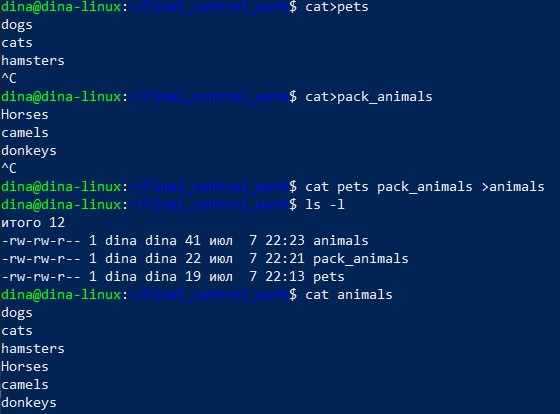 dina@dina-linux:~/Final_control_work$ cat>pets
dogs
cats
hamsters
^C
dina@dina-linux:~/Final_control_work$ cat>pack_animals
Horses
camels
donkeys
^C
dina@dina-linux:~/Final_control_work$ cat pets pack_animals >animals
dina@dina-linux:~/Final_control_work$ ls -l
итого 12
-rw-rw-r-- 1 dina dina 41 июл  7 22:23 animals
-rw-rw-r-- 1 dina dina 22 июл  7 22:21 pack_animals
-rw-rw-r-- 1 dina dina 19 июл  7 22:13 pets
dina@dina-linux:~/Final_control_work$ cat animals
dogs
cats
hamsters
Horses
camels
donkeys